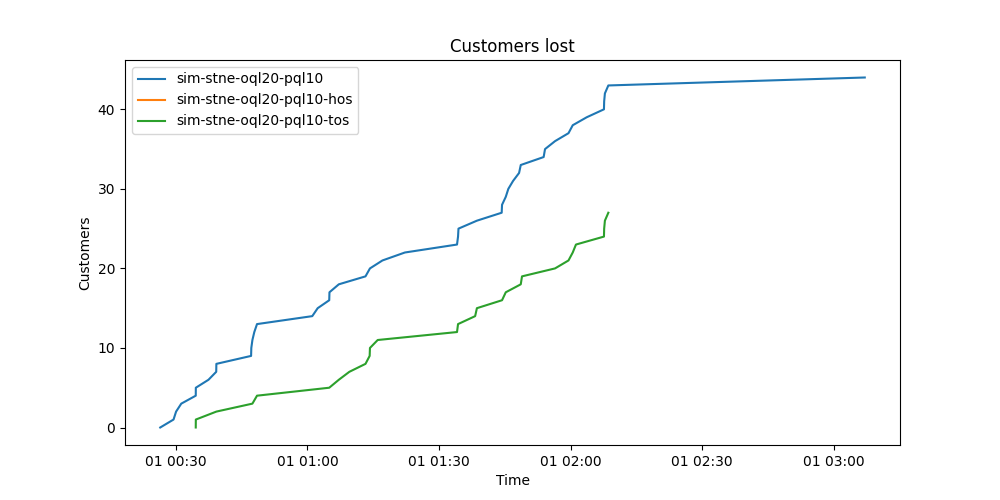 Customers lost
sim-stne-oql20-pql10
sim-stne-oql20-pql10-hos
sim-stne-oql20-pql10-tos
Customers
40
30
20
10
0
01 00:30 01 01:00 01 01:30 01 02:00 01 02:30 01 03:00
Time